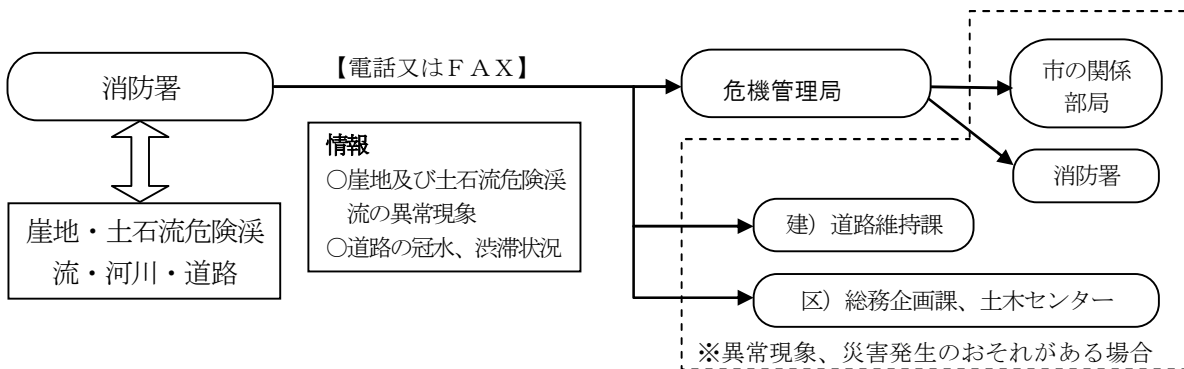 消防署
【電話又はＦＡＸ】
危機管理局
市の関係
部局
消防署
情報
○崖地及び土石流危険渓
流の異常現象
○道路の冠水、渋滞状況
崖地・土石流危険渓
流・河川・道路
建）道路維持課
区）総務企画課、土木センター
※異常現象、災害発生のおそれがある場合